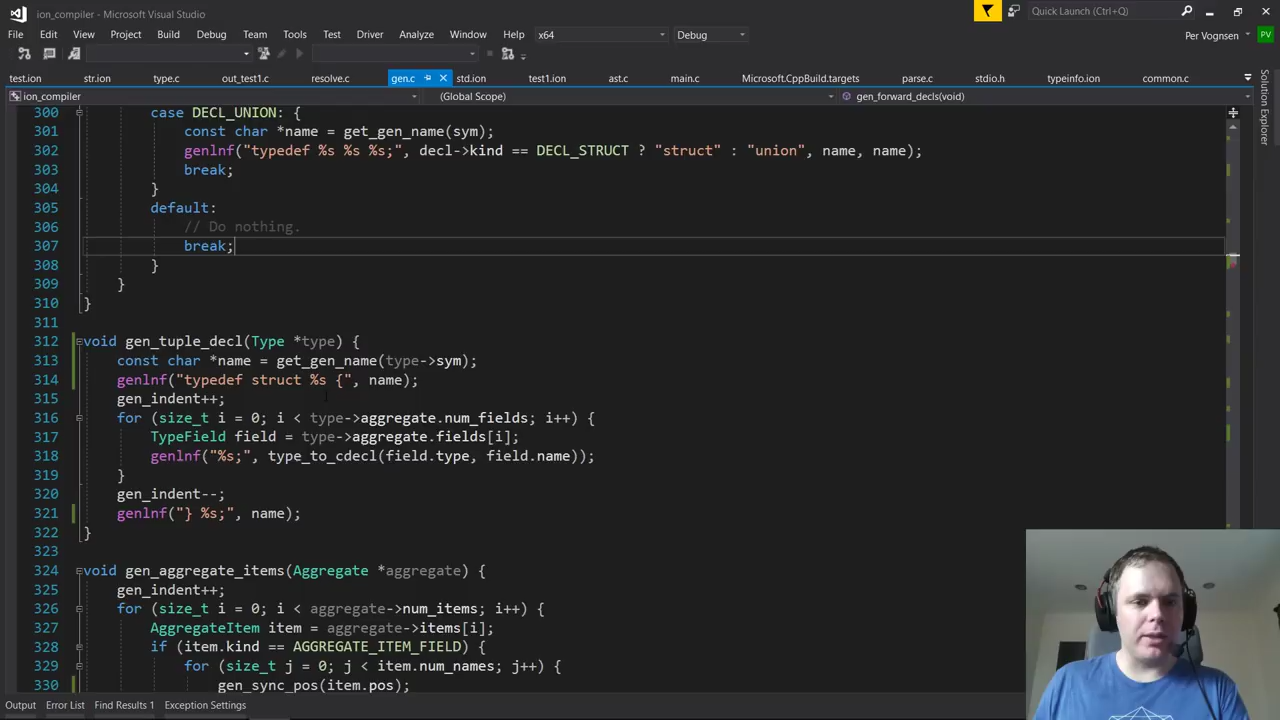 ion_compiler - Microsoft Visual Studio
Quick Launch (Ctrl+Q)
File Edit View Project Build Debug Team Tools Test Driver Analyze Window Help x64 Debug Per Vognsen PV
test.ion str.ion type.c out_test1.c resolve.c gen.c std.ion test1.ion ast.c main.c Microsoft.CppBuild.targets parse.c stdio.h typeinfo.ion common.c
ion_compiler (Global Scope) gen_forward_decls(void)
Solution Explorer
300 case DECL_UNION: {
301 const char *name = get_gen_name(sym);
302 genlnf("typedef %s %s %s;", decl->kind == DECL_STRUCT ? "struct" : "union", name, name);
303 break;
304 }
305 default:
306 // Do nothing.
307 break;
308 }
309 }
310 }
311
312 void gen_tuple_decl(Type *type) {
313 const char *name = get_gen_name(type->sym);
314 genlnf("typedef struct %s {", name);
315 gen_indent++;
316 for (size_t i = 0; i < type->aggregate.num_fields; i++) {
317 TypeField field = type->aggregate.fields[i];
318 genlnf("%s;", type_to_cdecl(field.type, field.name));
319 }
320 gen_indent--;
321 genlnf("} %s;", name);
322 }
323
324 void gen_aggregate_items(Aggregate *aggregate) {
325 gen_indent++;
326 for (size_t i = 0; i < aggregate->num_items; i++) {
327 AggregateItem item = aggregate->items[i];
328 if (item.kind == AGGREGATE_ITEM_FIELD) {
329 for (size_t j = 0; j < item.num_names; j++) {
330 gen_sync_pos(item.pos);
Output Error List Find Results 1 Exception Settings